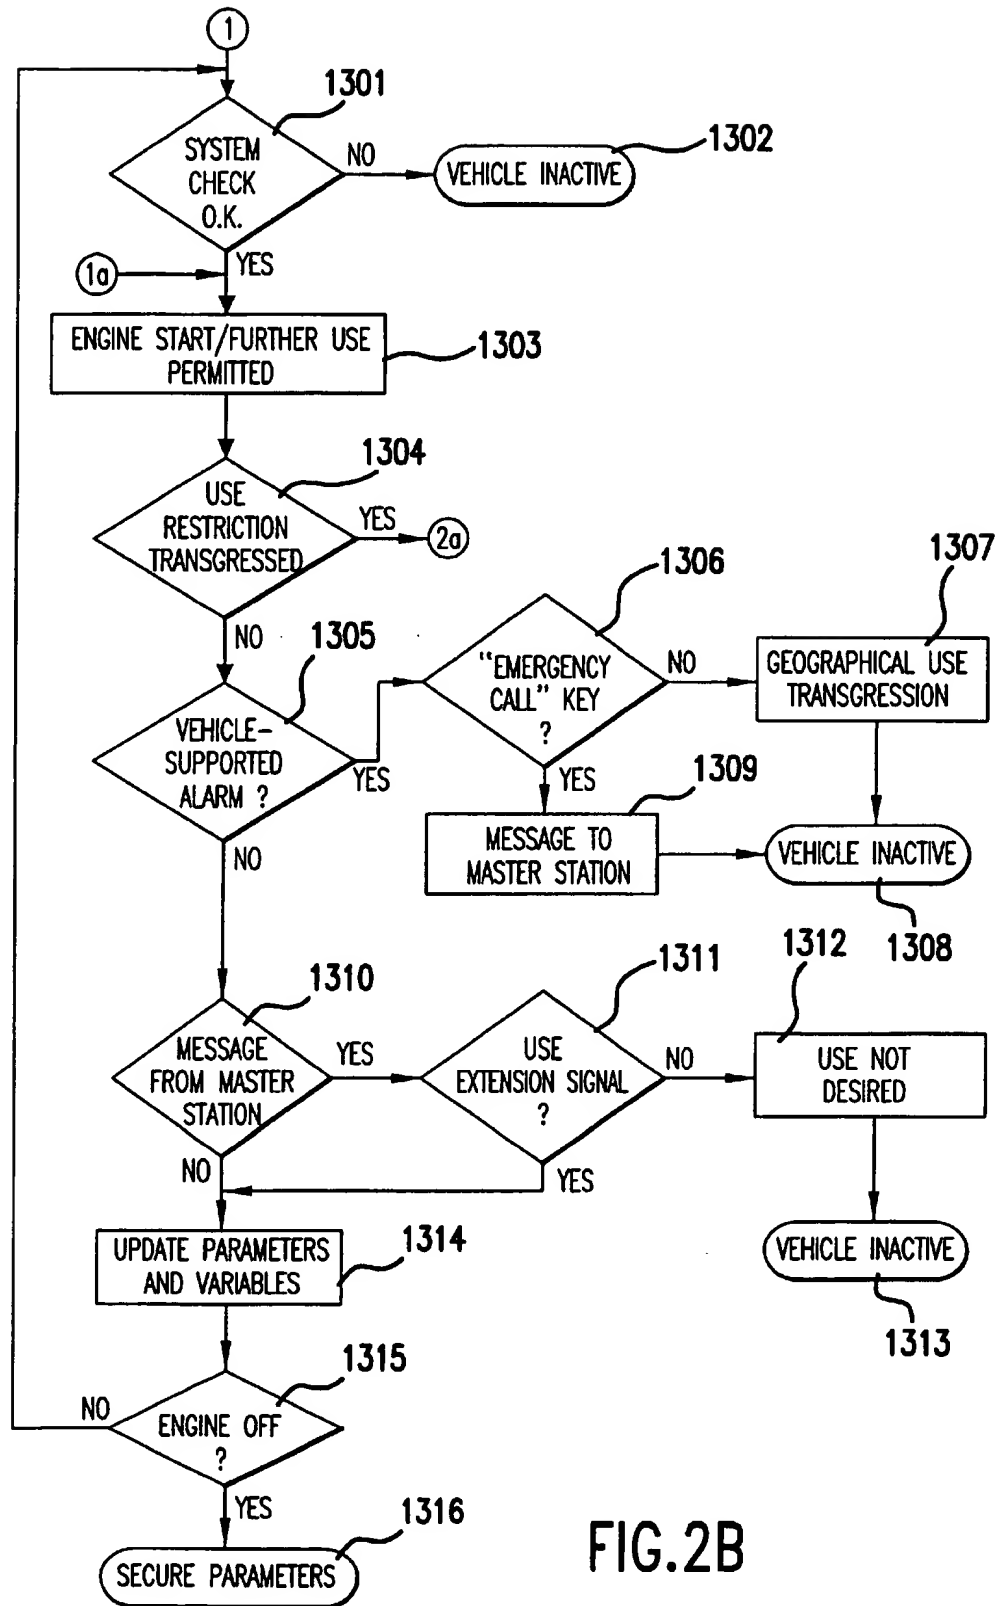 1
1301
SYSTEM
CHECK
O.K.
NO
VEHICLE INACTIVE
1302
YES
1a
ENGINE START/FURTHER USE
PERMITTED
1303
1304
USE
RESTRICTION
TRANSGRESSED
YES
2a
NO
1305
VEHICLE-
SUPPORTED
ALARM ?
YES
NO
1306
"EMERGENCY
CALL" KEY
?
NO
YES
1307
GEOGRAPHICAL USE
TRANSGRESSION
1309
MESSAGE TO
MASTER STATION
VEHICLE INACTIVE
1308
1310
MESSAGE
FROM MASTER
STATION
YES
NO
1311
USE
EXTENSION SIGNAL
?
NO
YES
1312
USE NOT
DESIRED
VEHICLE INACTIVE
1313
UPDATE PARAMETERS
AND VARIABLES
1314
1315
ENGINE OFF
?
NO
YES
1316
SECURE PARAMETERS
FIG.2B